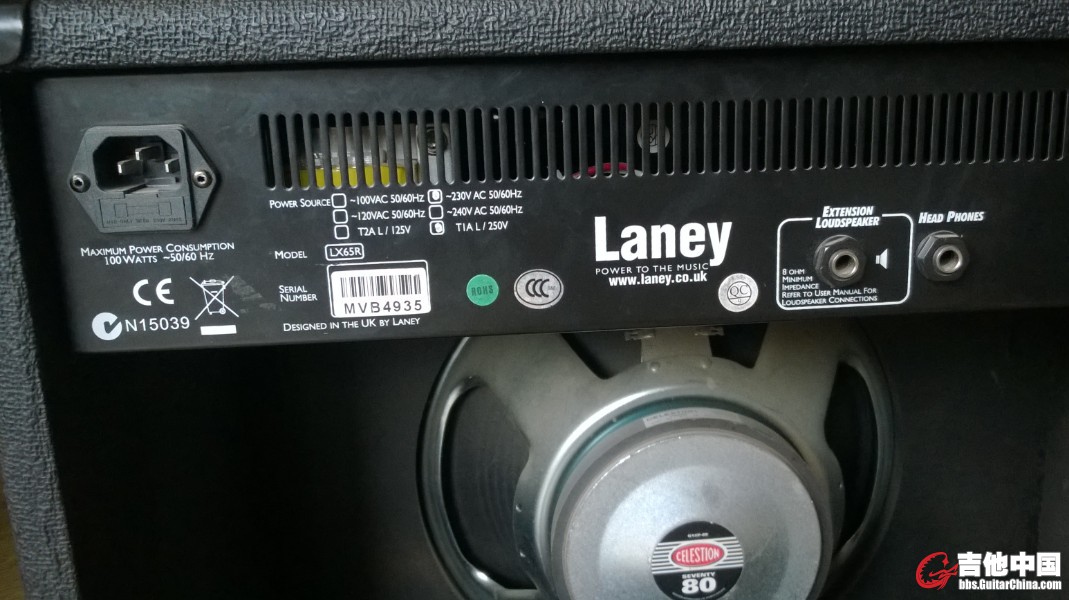 POWER SOURCE ~100VAC 50/60Hz ~230V AC 50/60Hz
~120VAC 50/60Hz ~240V AC 50/60Hz
T2A L / 125V T1A L / 250V
MAXIMUM POWER CONSUMPTION
100 WATTS ~50/60 HZ
MODEL LX65R
SERIAL
NUMBER
MVB4935
DESIGNED IN THE UK BY LANEY
CE
N15039
ROHS
CCC
Laney
POWER TO THE MUSIC
www.laney.co.uk
QC
EXTENSION
LOUDSPEAKER
8 OHM
MINIMUM
IMPEDANCE
REFER TO USER MANUAL FOR
LOUDSPEAKER CONNECTIONS
HEAD PHONES
CELESTION
SEVENTY
80
吉他中国
bbs.GuitarChina.com